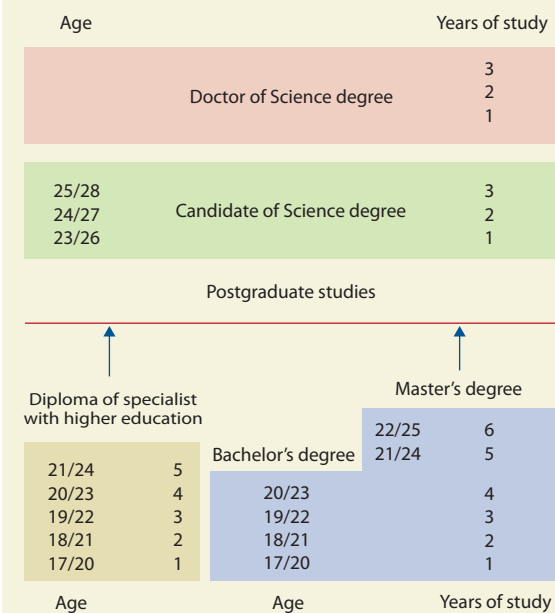 Age Years of study
3
Doctor of Science degree 2
1
25/28 3
24/27 Candidate of Science degree 2
23/26 1
Postgraduate studies
Diploma of specialist
with higher education
21/24 5
20/23 4
19/22 3
18/21 2
17/20 1
Bachelor's degree
Master's degree
22/25 6
21/24 5
20/23 4
19/22 3
18/21 2
17/20 1
Age Age Years of study